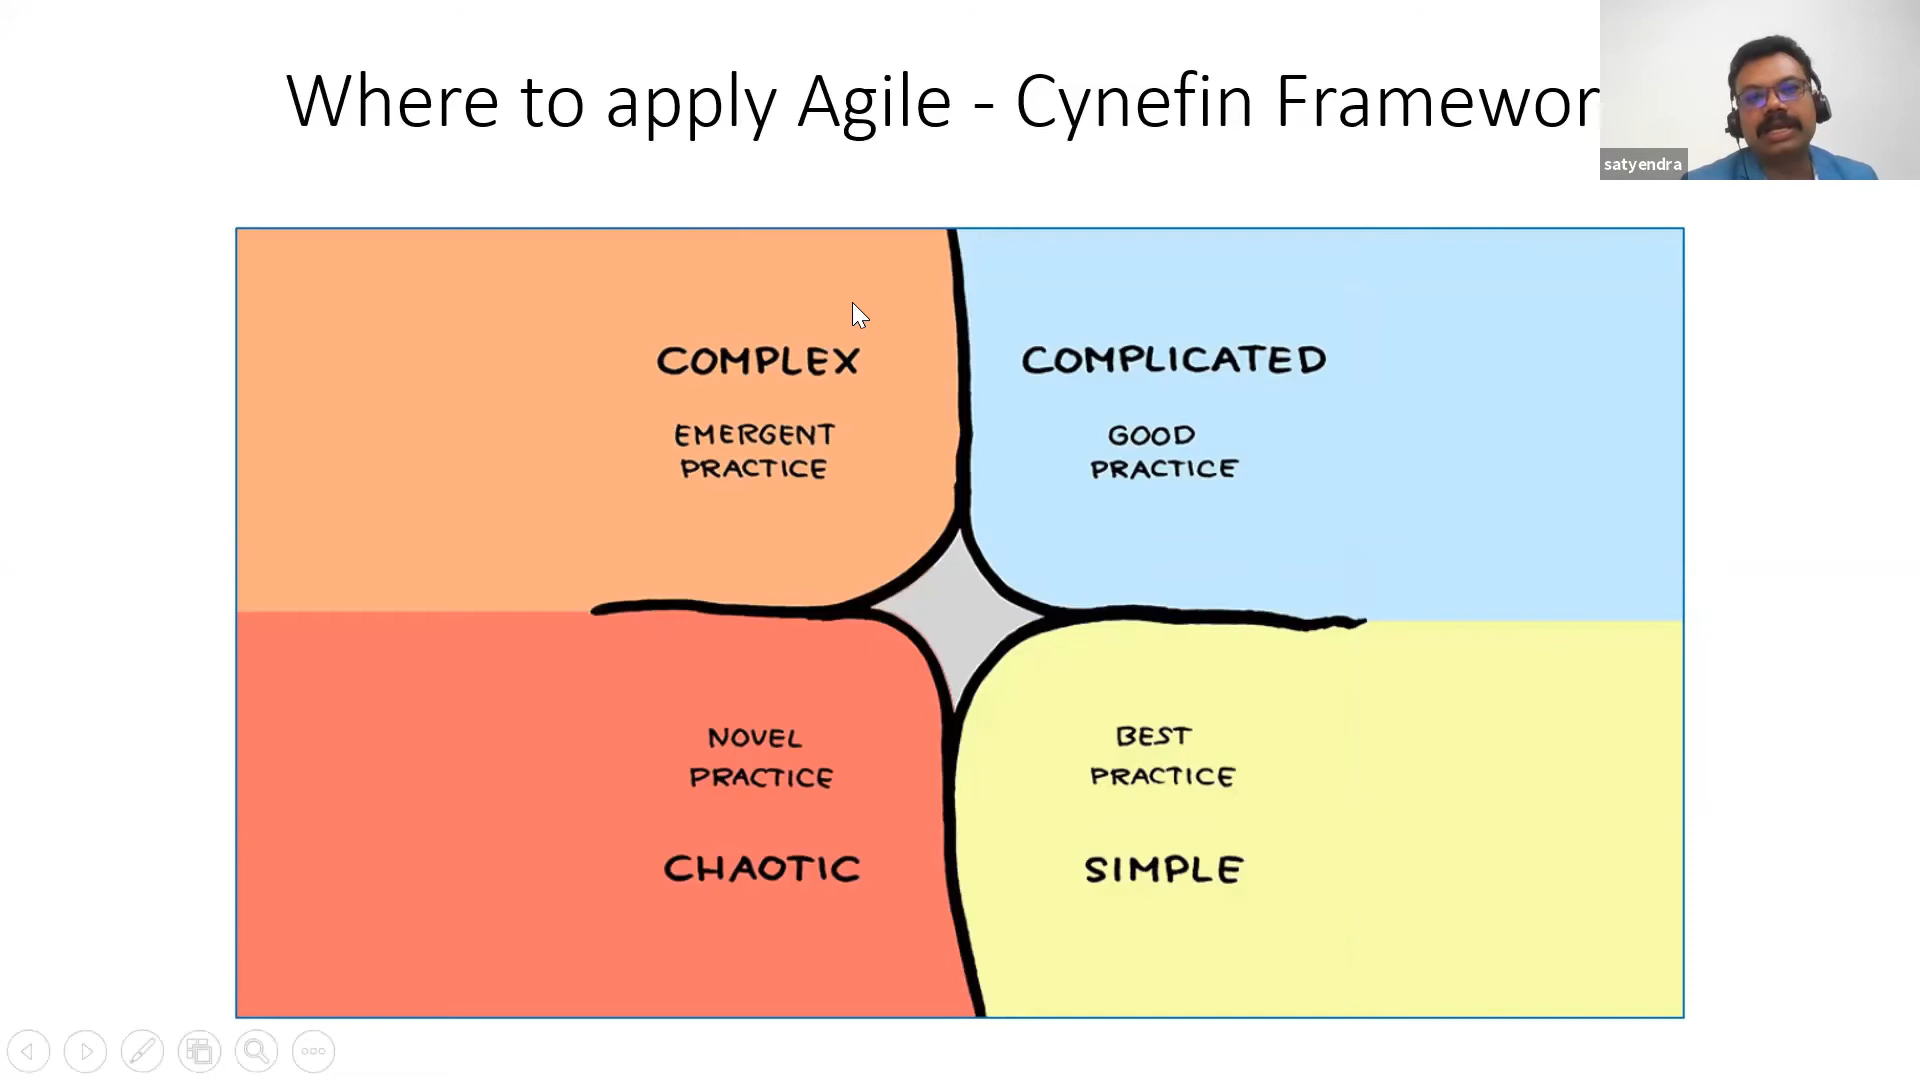 Where to apply Agile - Cynefin Framewor
satyendra
COMPLEX
EMERGENT
PRACTICE
COMPLICATED
GOOD
PRACTICE
NOVEL
PRACTICE
CHAOTIC
BEST
PRACTICE
SIMPLE